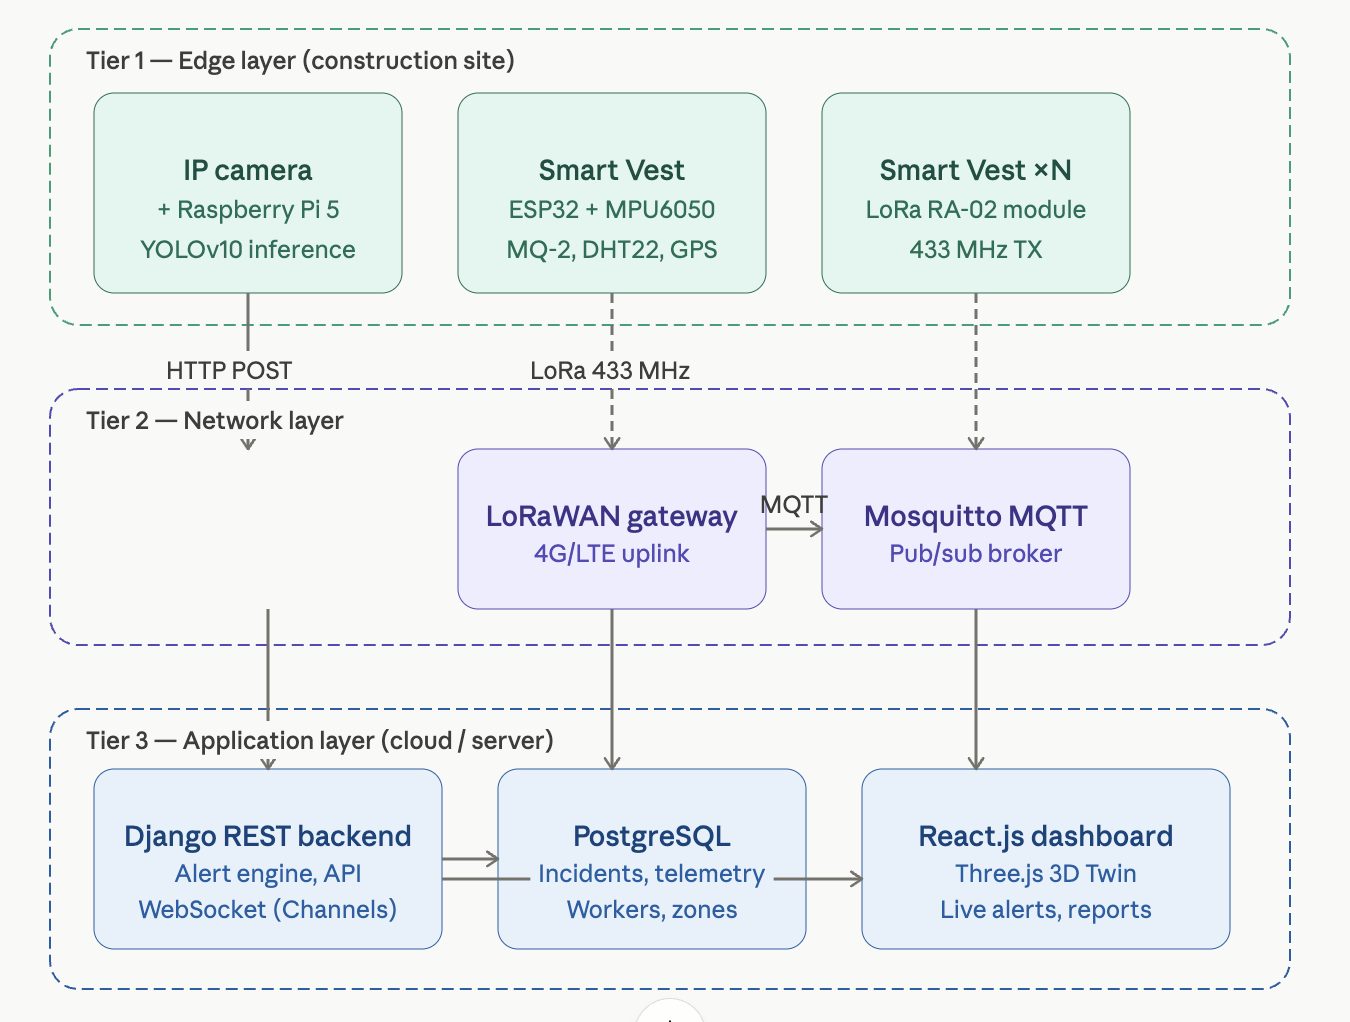 Tier 1 — Edge layer (construction site)
IP camera
+ Raspberry Pi 5
YOLOv10 inference
Smart Vest
ESP32 + MPU6050
MQ-2, DHT22, GPS
Smart Vest ×N
LoRa RA-02 module
433 MHz TX
HTTP POST
LoRa 433 MHz
Tier 2 — Network layer
LoRaWAN gateway
4G/LTE uplink
MQTT
Mosquitto MQTT
Pub/sub broker
Tier 3 — Application layer (cloud / server)
Django REST backend
Alert engine, API
WebSocket (Channels)
PostgreSQL
Incidents, telemetry
Workers, zones
React.js dashboard
Three.js 3D Twin
Live alerts, reports